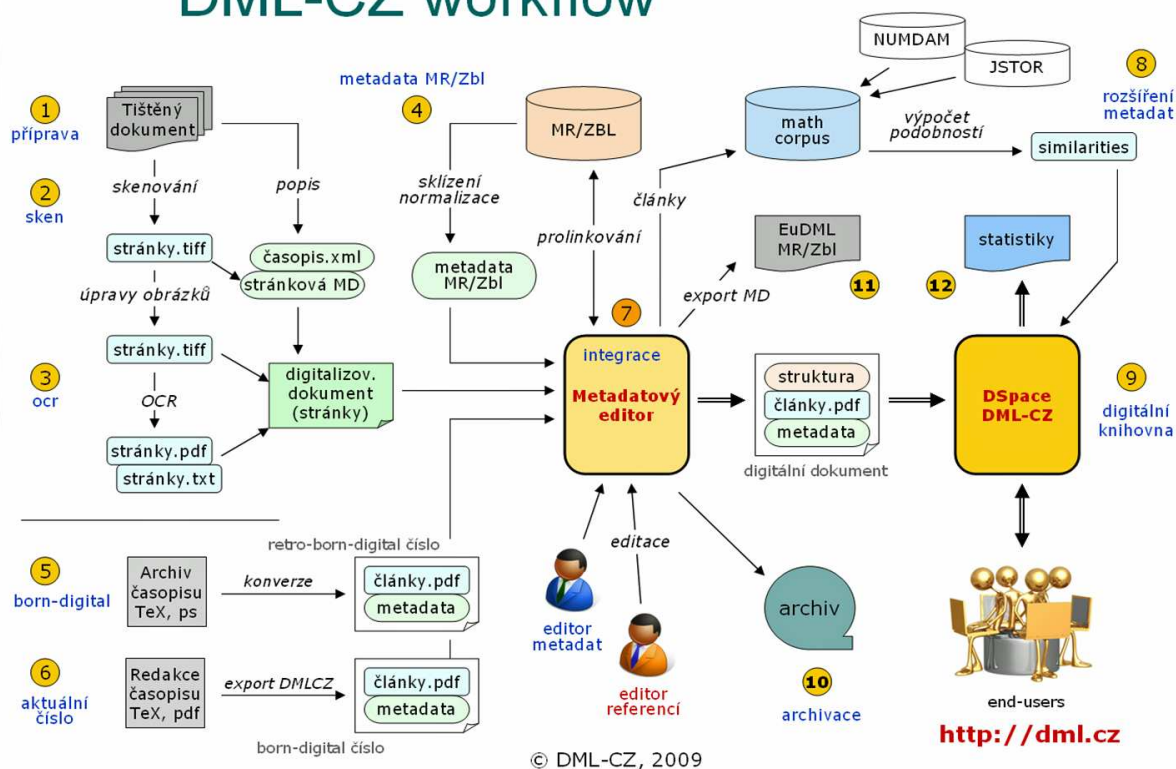 DML-CZ workflow
NUMDAM
JSTOR
1
příprava
Tištěný
dokument
metadata MR/Zbl
4
MR/ZBL
math
corpus
výpočet
podobností
8
rozšíření
metadat
similarities
2
sken
skenování
popis
sklízení
normalizace
prolinkování
články
stránky.tiff
časopis.xml
stránková MD
metadata
MR/Zbl
EuDML
MR/Zbl
statistiky
úpravy obrázků
export MD
11
12
7
stránky.tiff
3
ocr
OCR
digitalizov.
dokument
(stránky)
integrace
Metadatový
editor
struktura
články.pdf
metadata
digitální dokument
DSpace
DML-CZ
9
digitální
knihovna
stránky.pdf
stránky.txt
retro-born-digital číslo
5
born-digital
Archiv
časopisu
TeX, ps
konverze
články.pdf
metadata
editace
editor
metadat
editor
referencí
archiv
10
archivace
6
aktuální
číslo
Redakce
časopisu
TeX, pdf
export DMLCZ
články.pdf
metadata
born-digital číslo
end-users
http://dml.cz
© DML-CZ, 2009